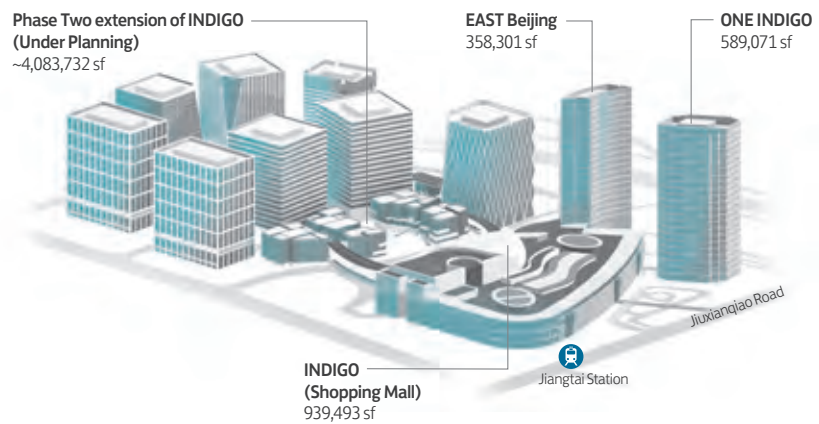 Phase Two extension of INDIGO
(Under Planning)
~4,083,732 sf
EAST Beijing
358,301 sf
ONE INDIGO
589,071 sf
Jiuxianqiao Road
Jiangtai Station
INDIGO
(Shopping Mall)
939,493 sf